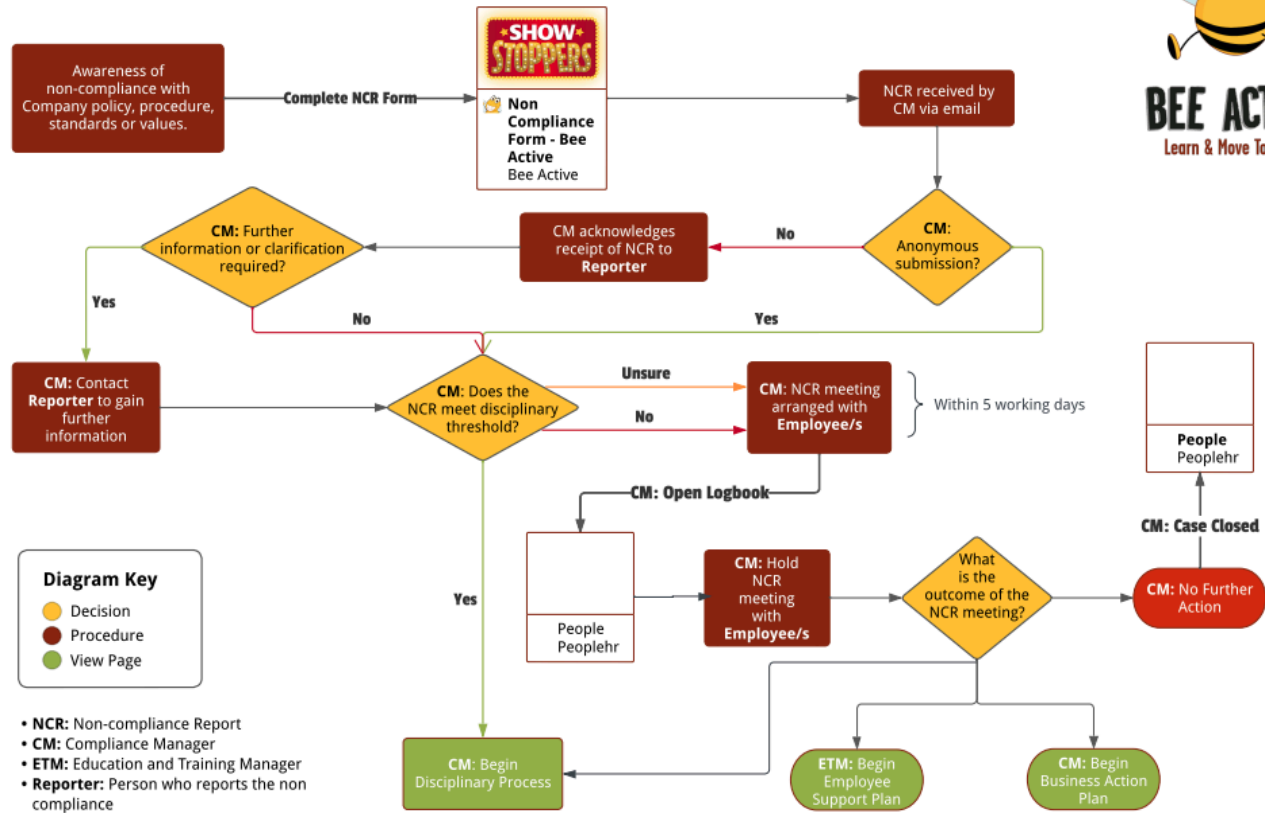 Awareness of
non-compliance with
Company policy, procedure,
standards or values.
Complete NCR Form
SHOW
STOPPERS
Non
Compliance
Form - Bee
Active
Bee Active
NCR received by
CM via email
BEE ACT
Learn & Move To
CM: Further
information or clarification
required?
CM acknowledges
receipt of NCR to
Reporter
No
CM:
Anonymous
submission?
Yes
No
Yes
CM: Contact
Reporter to gain
further
information
CM: Does the
NCR meet disciplinary
threshold?
Unsure
No
CM: NCR meeting
arranged with
Employee/s
Within 5 working days
People
Peoplehr
CM: Open Logbook
CM: Case Closed
Yes
People
Peoplehr
CM: Hold
NCR
meeting
with
Employee/s
What
is the
outcome of the
NCR meeting?
CM: No Further
Action
Diagram Key
Decision
Procedure
View Page
• NCR: Non-compliance Report
• CM: Compliance Manager
• ETM: Education and Training Manager
• Reporter: Person who reports the non
compliance
CM: Begin
Disciplinary Process
ETM: Begin
Employee
Support Plan
CM: Begin
Business Action
Plan